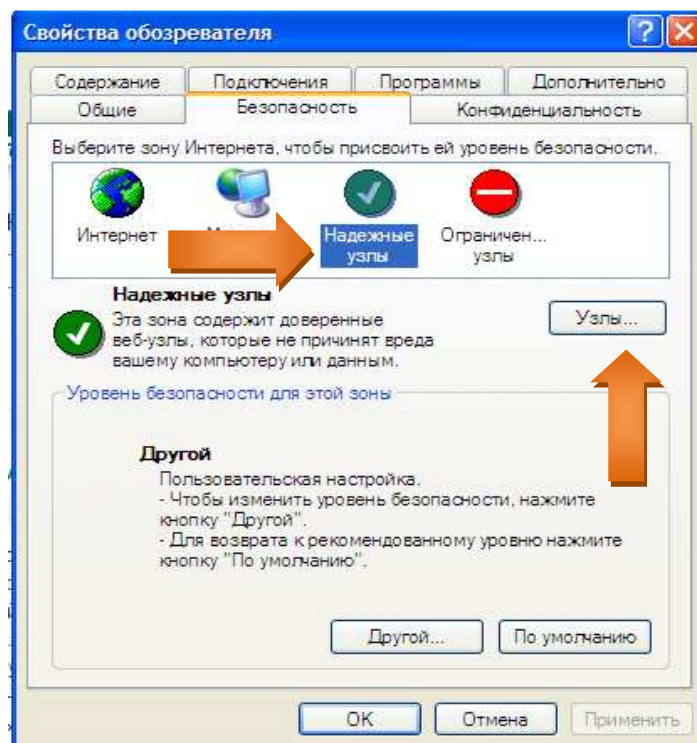 Свойства обозревателя
Содержание Подключения Программы Дополнительно
Общие Безопасность Конфиденциальность
Выберите зону Интернета, чтобы присвоить ей уровень безопасности.
Интернет Надежные узлы Ограничен... узлы
Надежные узлы
Эта зона содержит доверенные
веб-узлы, которые не причинят вреда
вашему компьютеру или данным.
Узлы...
Уровень безопасности для этой зоны
Другой
Пользовательская настройка.
- Чтобы изменить уровень безопасности, нажмите
кнопку "Другой".
- Для возврата к рекомендованному уровню нажмите
кнопку "По умолчанию".
Другой... По умолчанию
OK Отмена Применить